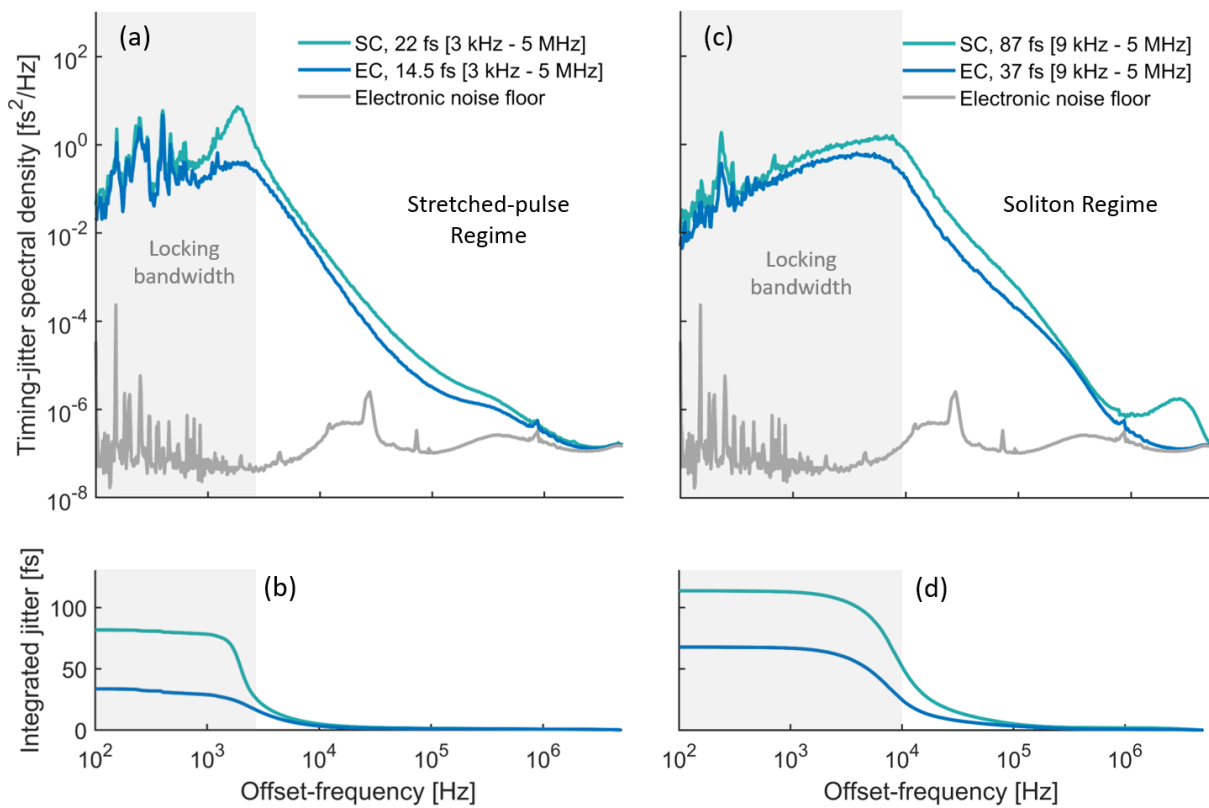 (a)
SC, 22 fs [3 kHz - 5 MHz]
EC, 14.5 fs [3 kHz - 5 MHz]
Electronic noise floor
Stretched-pulse
Regime
Locking
bandwidth
Timing-jitter spectral density [fs²/Hz]
10²
10⁰
10⁻²
10⁻⁴
10⁻⁶
10⁻⁸
10³ 10⁴ 10⁵ 10⁶
(c)
SC, 87 fs [9 kHz - 5 MHz]
EC, 37 fs [9 kHz - 5 MHz]
Electronic noise floor
Soliton Regime
Locking
bandwidth
(b)
Integrated jitter [fs]
100
50
0
10² 10³ 10⁴ 10⁵ 10⁶
Offset-frequency [Hz]
(d)
10² 10³ 10⁴ 10⁵ 10⁶
Offset-frequency [Hz]